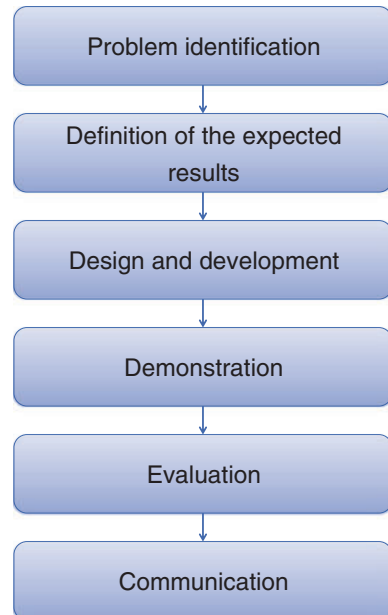 Problem identification
Definition of the expected
results
Design and development
Demonstration
Evaluation
Communication